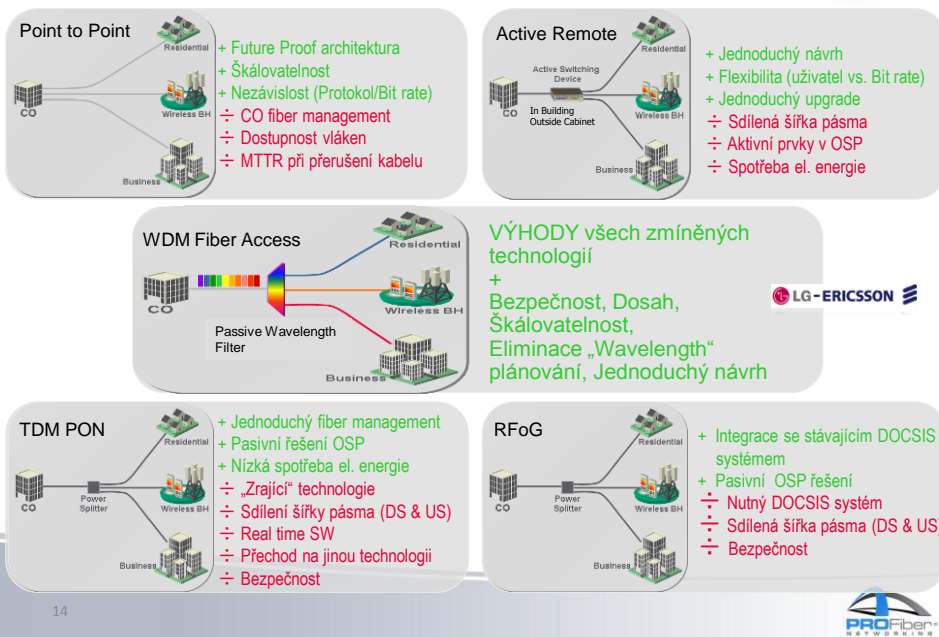 Point to Point
Residential
CO
Wireless BH
Business
+ Future Proof architektura
+ Škálovatelnost
+ Nezávislost (Protokol/Bit rate)
÷ CO fiber management
÷ Dostupnost vláken
÷ MTTR při přerušení kabelu
Active Remote
Residential
Active Switching
Device
CO
In Building
Outside Cabinet
Wireless BH
Business
+ Jednoduchý návrh
+ Flexibilita (uživatel vs. Bit rate)
+ Jednoduchý upgrade
÷ Sdílená šířka pásma
÷ Aktivní prvky v OSP
÷ Spotřeba el. energie
WDM Fiber Access
Residential
CO
Wireless BH
Passive Wavelength
Filter
Business
VÝHODY všech zmíněných
technologií
+
Bezpečnost, Dosah,
Škálovatelnost,
Eliminace „Wavelength“
plánování, Jednoduchý návrh
LG-ERICSSON
TDM PON
Residential
CO
Power
Splitter
Wireless BH
Business
+ Jednoduchý fiber management
+ Pasivní řešení OSP
+ Nízká spotřeba el. energie
÷ „Zrající“ technologie
÷ Sdílení šířky pásma (DS & US)
÷ Real time SW
÷ Přechod na jinou technologii
÷ Bezpečnost
RFoG
Residential
CO
Power
Splitter
Wireless BH
Business
+ Integrace se stávajícím DOCSIS
systémem
+ Pasivní OSP řešení
÷ Nutný DOCSIS systém
÷ Sdílená šířka pásma (DS & US)
÷ Bezpečnost
14
PROFiber
NETWORKING